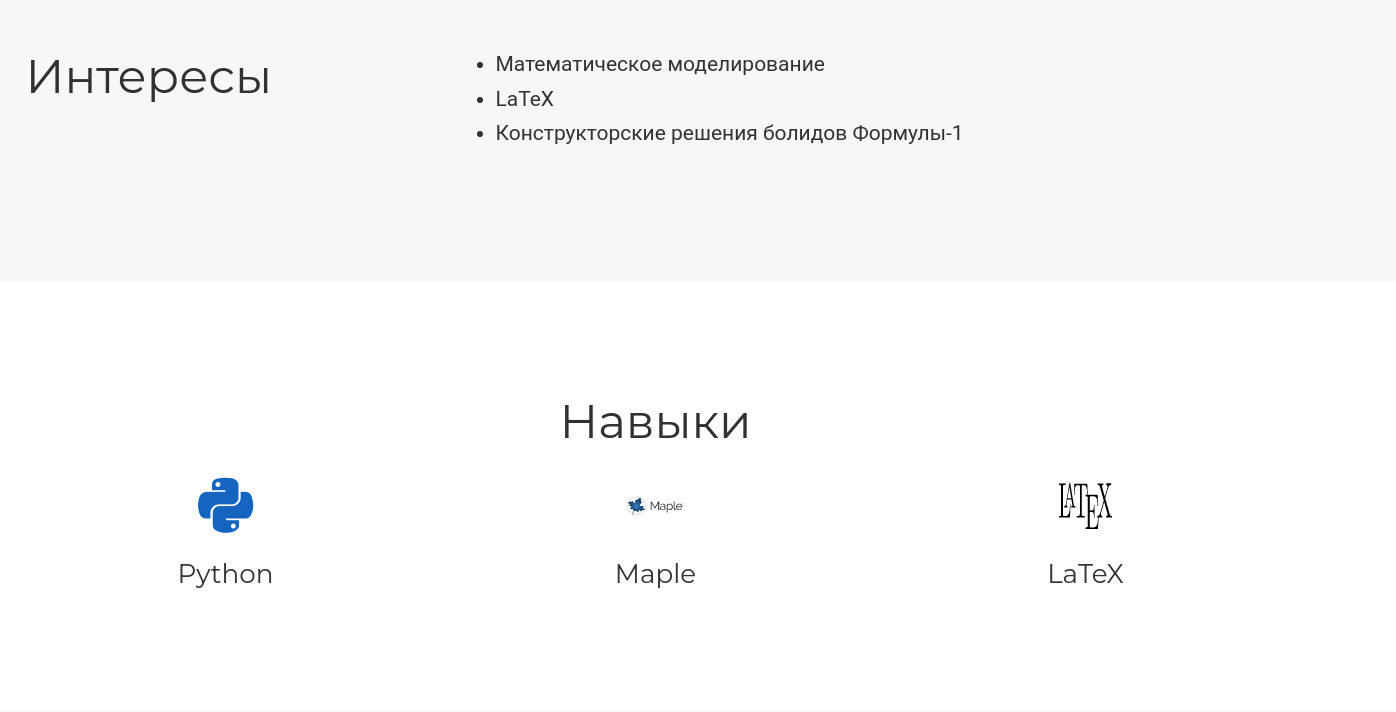 Интересы
Математическое моделирование
LaTeX
Конструкторские решения болидов Формулы-1
Навыки
Maple
LATEX
Python
Maple
LaTeX